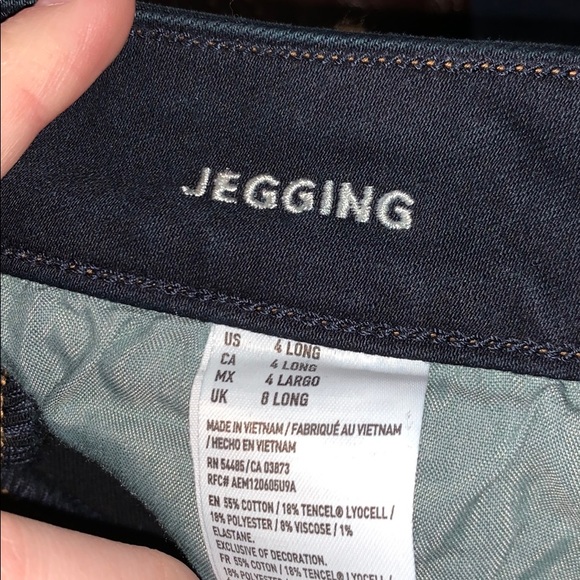 JEGGING
US 4 LONG
CA 4 LONG
MX 4 LARGO
UK 8 LONG
MADE IN VIETNAM / FABRIQUÉ AU VIETNAM
/ HECHO EN VIETNAM
RN 54485/CA 03873
RFC# AEM120605U9A
EN 55% COTTON / 18% TENCEL® LYOCELL /
18% POLYESTER / 8% VISCOSE / 1%
ELASTANE.
EXCLUSIVE OF DECORATION.
FR 55% COTON / 18% TENCEL® LYOCELL /
18% POLYESTER /